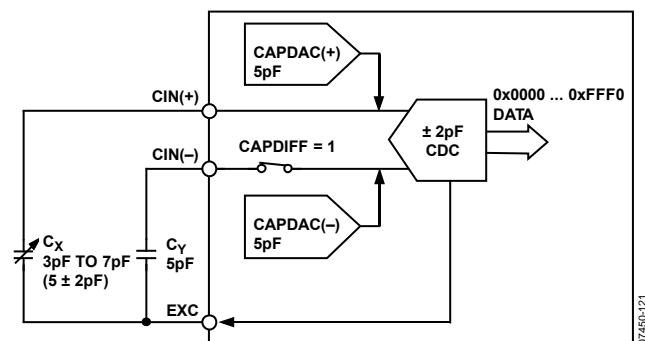 CAPDAC(+)
5pF
CIN(+)
0x0000 ... 0xFFF0
DATA
± 2pF
CDC
CIN(–)
CAPDIFF = 1
CAPDAC(–)
5pF
CX
3pF TO 7pF
(5 ± 2pF)
CY
5pF
EXC
07450-121